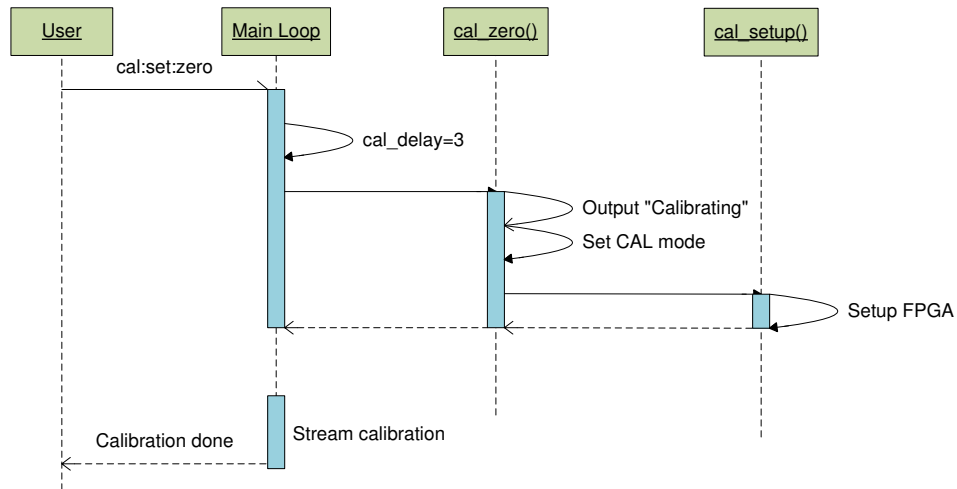 User
Main Loop
cal_zero()
cal_setup()
cal:set:zero
cal_delay=3
Output "Calibrating"
Set CAL mode
Setup FPGA
Stream calibration
Calibration done